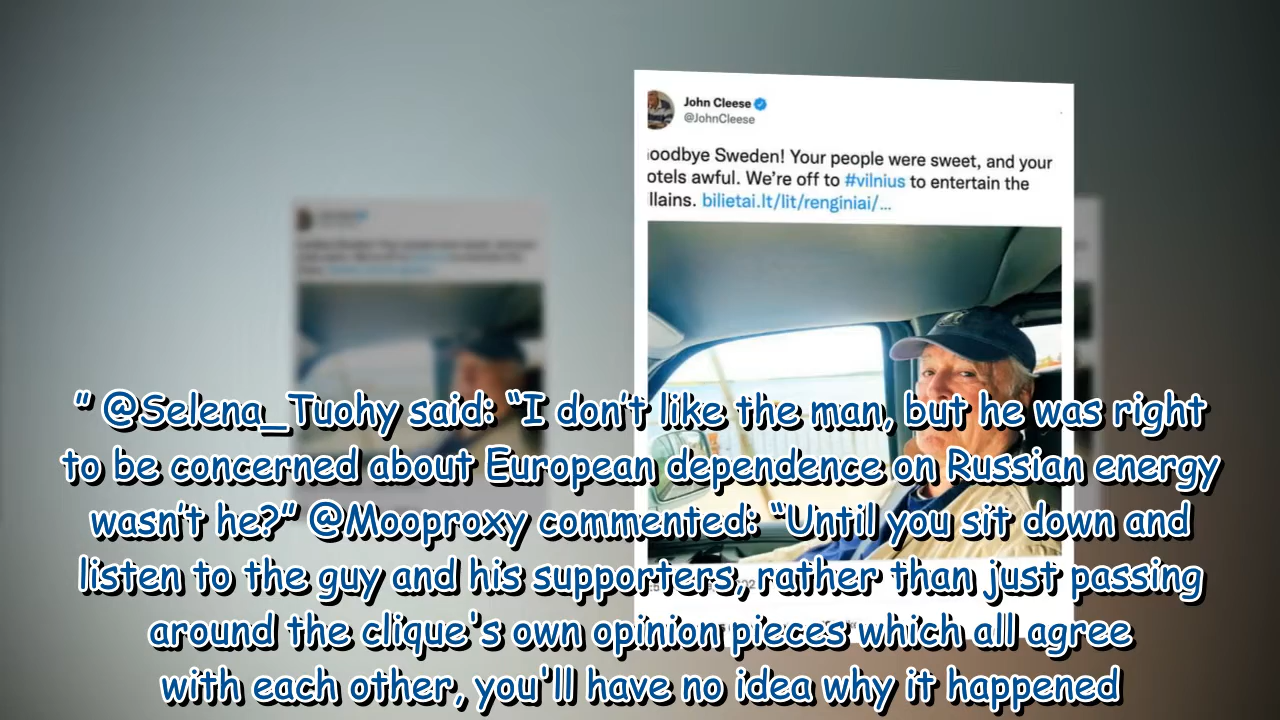 John Cleese
@JohnCleese
oodbye Sweden! Your people were sweet, and your
otels awful. We're off to #vilnius to entertain the
llains. bilietai.lt/lit/renginiai/...
” @Selena_Tuohy said: “I don’t like the man, but he was right
to be concerned about European dependence on Russian energy
wasn’t he?” @Mooproxy commented: “Until you sit down and
listen to the guy and his supporters, rather than just passing
around the clique's own opinion pieces which all agree
with each other, you'll have no idea why it happened